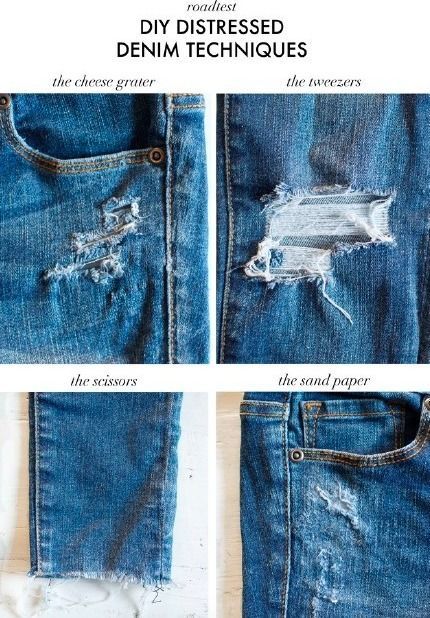 roadtest
DIY DISTRESSED
DENIM TECHNIQUES
the cheese grater
the tweezers
the scissors
the sand paper